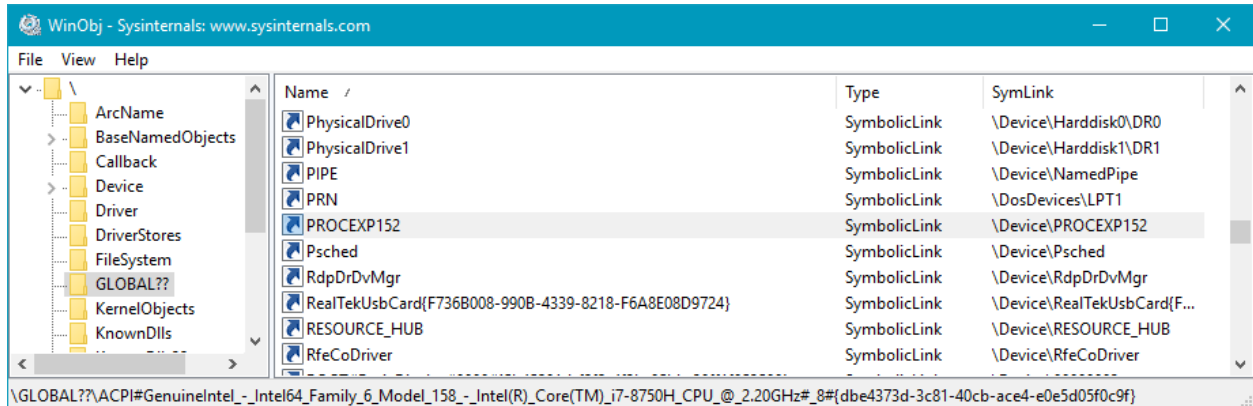 WinObj - Sysinternals: www.sysinternals.com
File View Help
\
ArcName
BaseNamedObjects
Callback
Device
Driver
DriverStores
FileSystem
GLOBAL??
KernelObjects
KnownDlls
Name Type SymLink
PhysicalDrive0 SymbolicLink \Device\Harddisk0\DR0
PhysicalDrive1 SymbolicLink \Device\Harddisk1\DR1
PIPE SymbolicLink \Device\NamedPipe
PRN SymbolicLink \DosDevices\LPT1
PROCEXP152 SymbolicLink \Device\PROCEXP152
Psched SymbolicLink \Device\Psched
RdpDrDvMgr SymbolicLink \Device\RdpDrDvMgr
RealTekUsbCard{F736B008-990B-4339-8218-F6A8E08D9724} SymbolicLink \Device\RealTekUsbCard{F...
RESOURCE_HUB SymbolicLink \Device\RESOURCE_HUB
RfeCoDriver SymbolicLink \Device\RfeCoDriver
\GLOBAL??\ACPI#GenuineIntel_-_Intel64_Family_6_Model_158_-_Intel(R)_Core(TM)_i7-8750H_CPU_@_2.20GHz#_8#{dbe4373d-3c81-40cb-ace4-e0e5d05f0c9f}